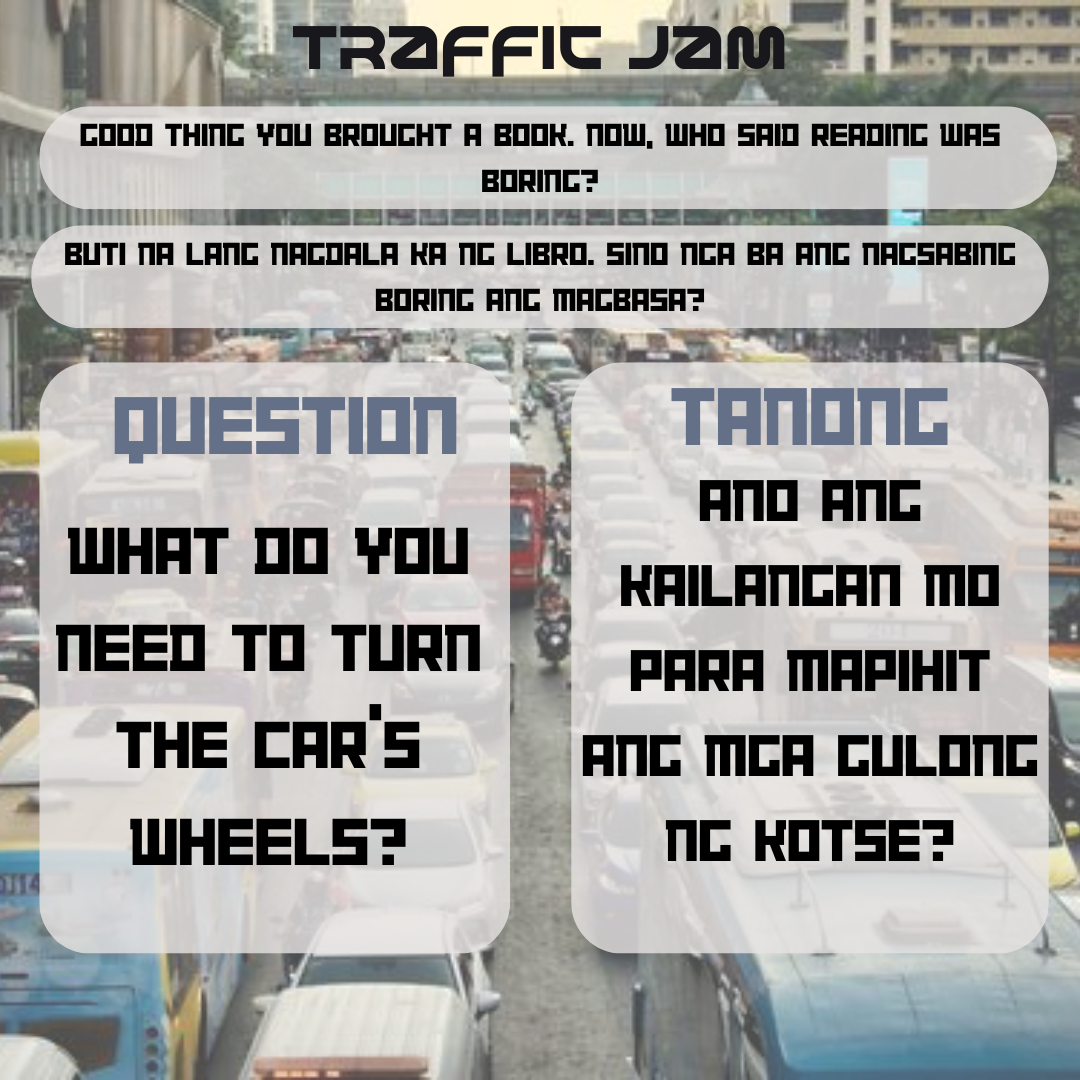 TRAFFIC JAM
GOOD THING YOU BROUGHT A BOOK. NOW, WHO SAID READING WAS
BORING?
BUTI NA LANG NAGDALA KA NG LIBRO. SINO NGA BA ANG NAGSABING
BORING ANG MAGBASA?
QUESTION
WHAT DO YOU
NEED TO TURN
THE CAR'S
WHEELS?
TANONG
ANO ANG
KAILANGAN MO
PARA MAPIHIT
ANG MGA GULONG
NG KOTSE?